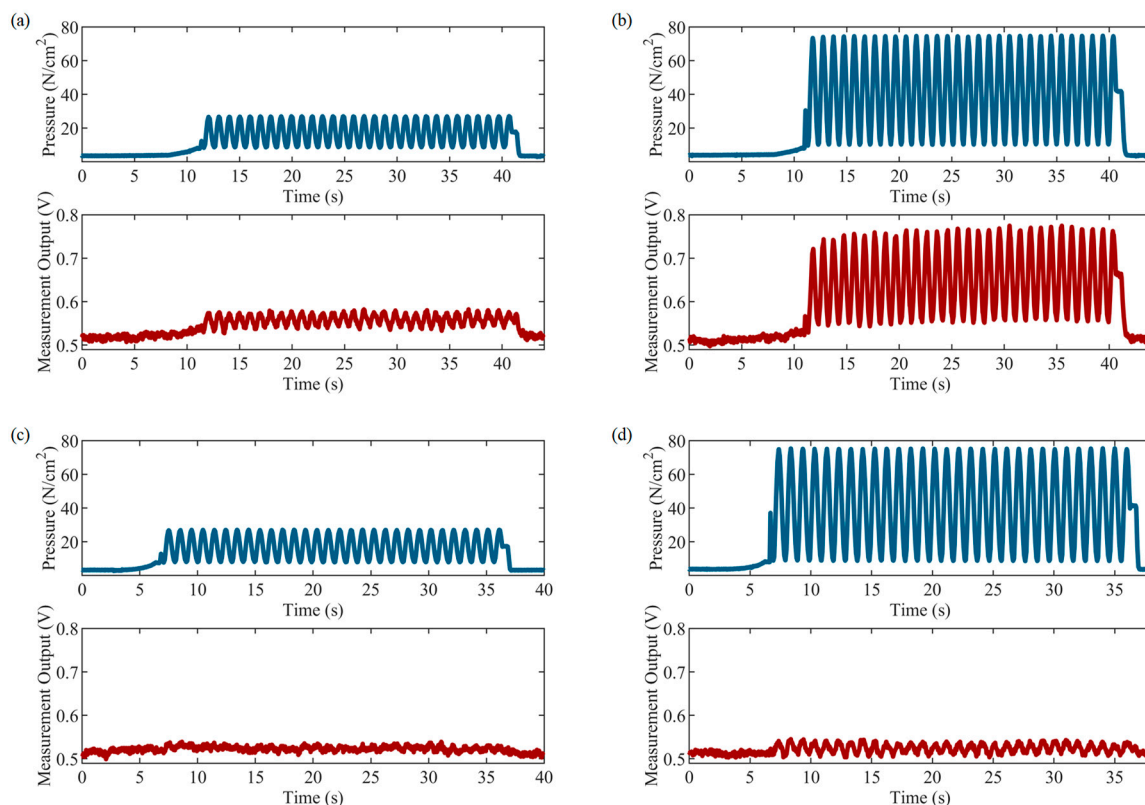 (a)
80
60
40
20
Pressure (N/cm²)
0 5 10 15 20 25 30 35 40
Time (s)
0.8
0.7
0.6
0.5
Measurement Output (V)
0 5 10 15 20 25 30 35 40
Time (s)
(b)
80
60
40
20
Pressure (N/cm²)
0 5 10 15 20 25 30 35 40
Time (s)
0.8
0.7
0.6
0.5
Measurement Output (V)
0 5 10 15 20 25 30 35 40
Time (s)
(c)
80
60
40
20
Pressure (N/cm²)
0 5 10 15 20 25 30 35 40
Time (s)
0.8
0.7
0.6
0.5
Measurement Output (V)
0 5 10 15 20 25 30 35 40
Time (s)
(d)
80
60
40
20
Pressure (N/cm²)
0 5 10 15 20 25 30 35
Time (s)
0.8
0.7
0.6
0.5
Measurement Output (V)
0 5 10 15 20 25 30 35
Time (s)